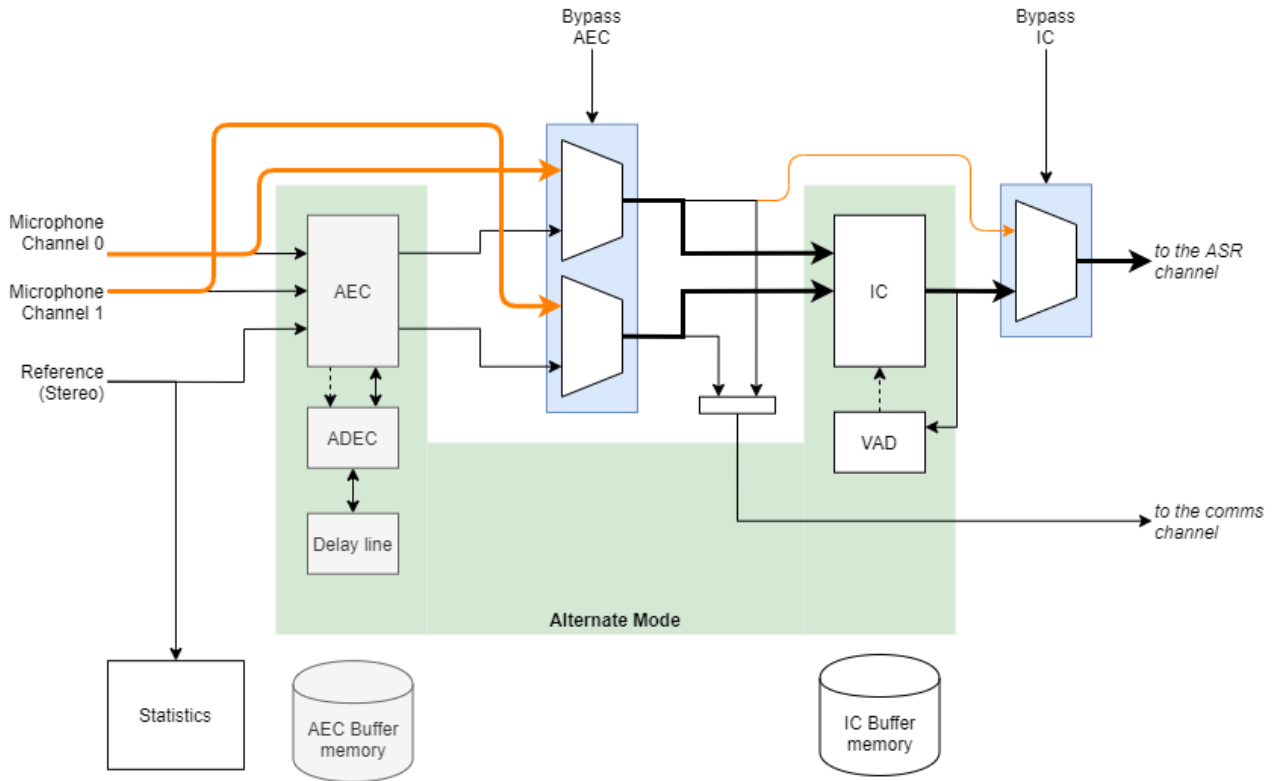 Bypass
AEC
Bypass
IC
Microphone
Channel 0
Microphone
Channel 1
Reference
(Stereo)
AEC
ADEC
Delay line
IC
VAD
to the ASR
channel
to the comms
channel
Alternate Mode
Statistics
AEC Buffer
memory
IC Buffer
memory